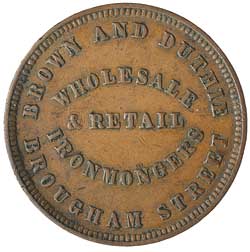 BROWN AND DUTHIE
WHOLESALE
& RETAIL
IRONMONGERS
BROUGHAM STREET